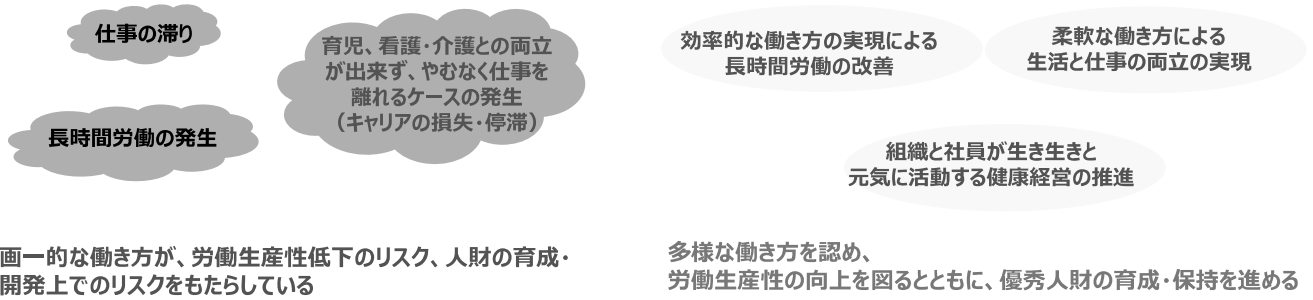 仕事の滞り
育児、看護・介護との両立
が出来ず、やむなく仕事を
離れるケースの発生
（キャリアの損失・停滞）
長時間労働の発生
画一的な働き方が、労働生産性低下のリスク、人財の育成・
開発上でのリスクをもたらしている
効率的な働き方の実現による
長時間労働の改善
柔軟な働き方による
生活と仕事の両立の実現
組織と社員が生き生きと
元気に活動する健康経営の推進
多様な働き方を認め、
労働生産性の向上を図るとともに、優秀人財の育成・保持を進める